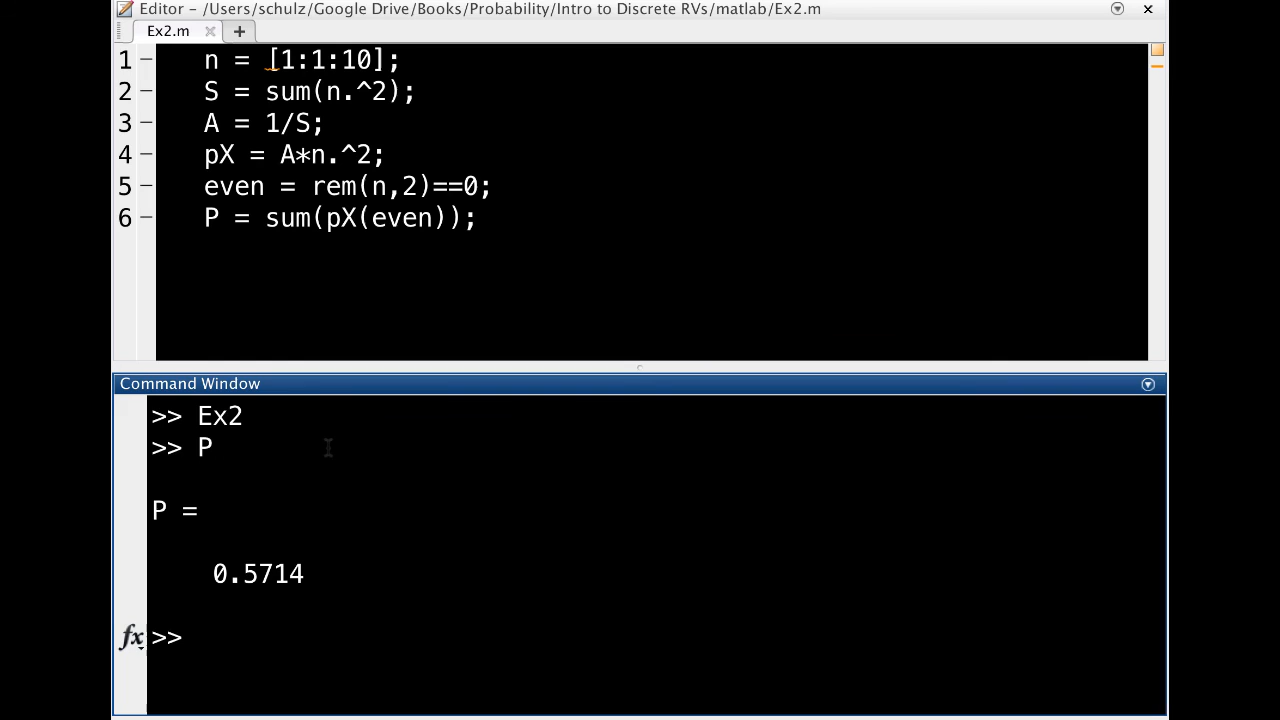 Editor – /Users/schulz/Google Drive/Books/Probability/Intro to Discrete RVs/matlab/Ex2.m
Ex2.m
1 – n = [1:1:10];
2 – S = sum(n.^2);
3 – A = 1/S;
4 – pX = A*n.^2;
5 – even = rem(n,2)==0;
6 – P = sum(pX(even));
Command Window
>> Ex2
>> P
P =
0.5714
fx >>